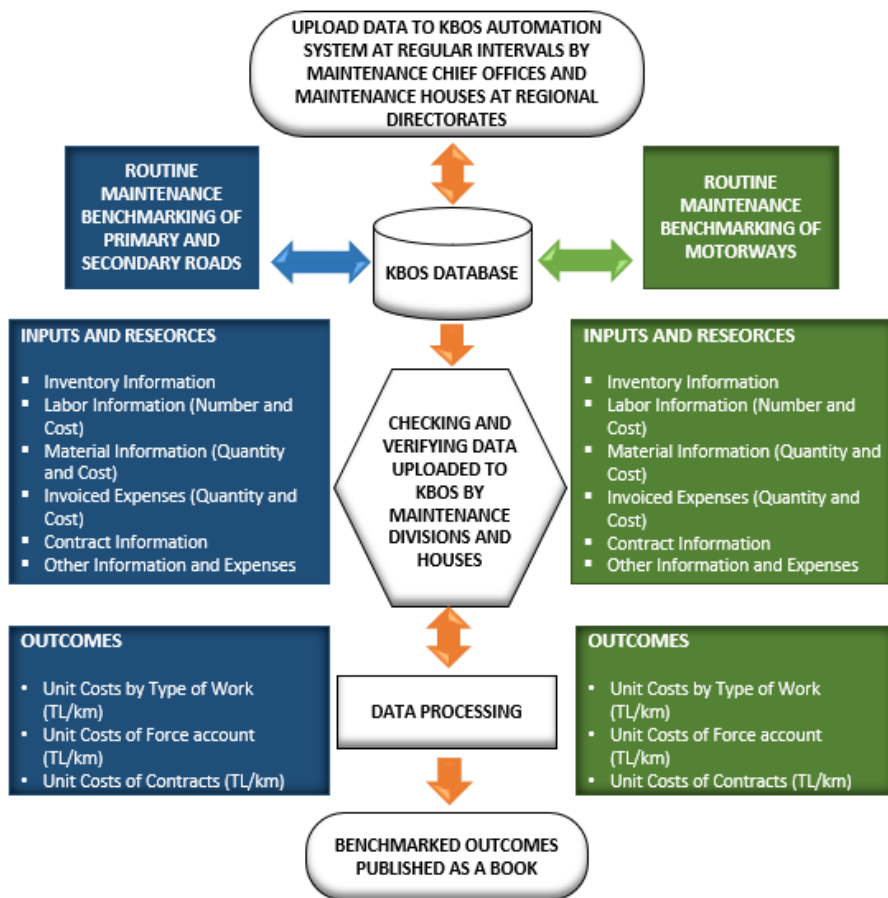 UPLOAD DATA TO KBOS AUTOMATION
SYSTEM AT REGULAR INTERVALS BY
MAINTENANCE CHIEF OFFICES AND
MAINTENANCE HOUSES AT REGIONAL
DIRECTORATES
ROUTINE
MAINTENANCE
BENCHMARKING OF
PRIMARY AND
SECONDARY ROADS
KBOS DATABASE
ROUTINE
MAINTENANCE
BENCHMARKING OF
MOTORWAYS
INPUTS AND RESEORCES
▪ Inventory Information
▪ Labor Information (Number and
Cost)
▪ Material Information (Quantity
and Cost)
▪ Invoiced Expenses (Quantity and
Cost)
▪ Contract Information
▪ Other Information and Expenses
CHECKING AND
VERIFYING DATA
UPLOADED TO
KBOS BY
MAINTENANCE
DIVISIONS AND
HOUSES
INPUTS AND RESEORCES
▪ Inventory Information
▪ Labor Information (Number and
Cost)
▪ Material Information (Quantity and
Cost)
▪ Invoiced Expenses (Quantity and
Cost)
▪ Contract Information
▪ Other Information and Expenses
OUTCOMES
• Unit Costs by Type of Work
(TL/km)
• Unit Costs of Force account
(TL/km)
• Unit Costs of Contracts (TL/km)
DATA PROCESSING
OUTCOMES
• Unit Costs by Type of Work
(TL/km)
• Unit Costs of Force account
(TL/km)
• Unit Costs of Contracts (TL/km)
BENCHMARKED OUTCOMES
PUBLISHED AS A BOOK